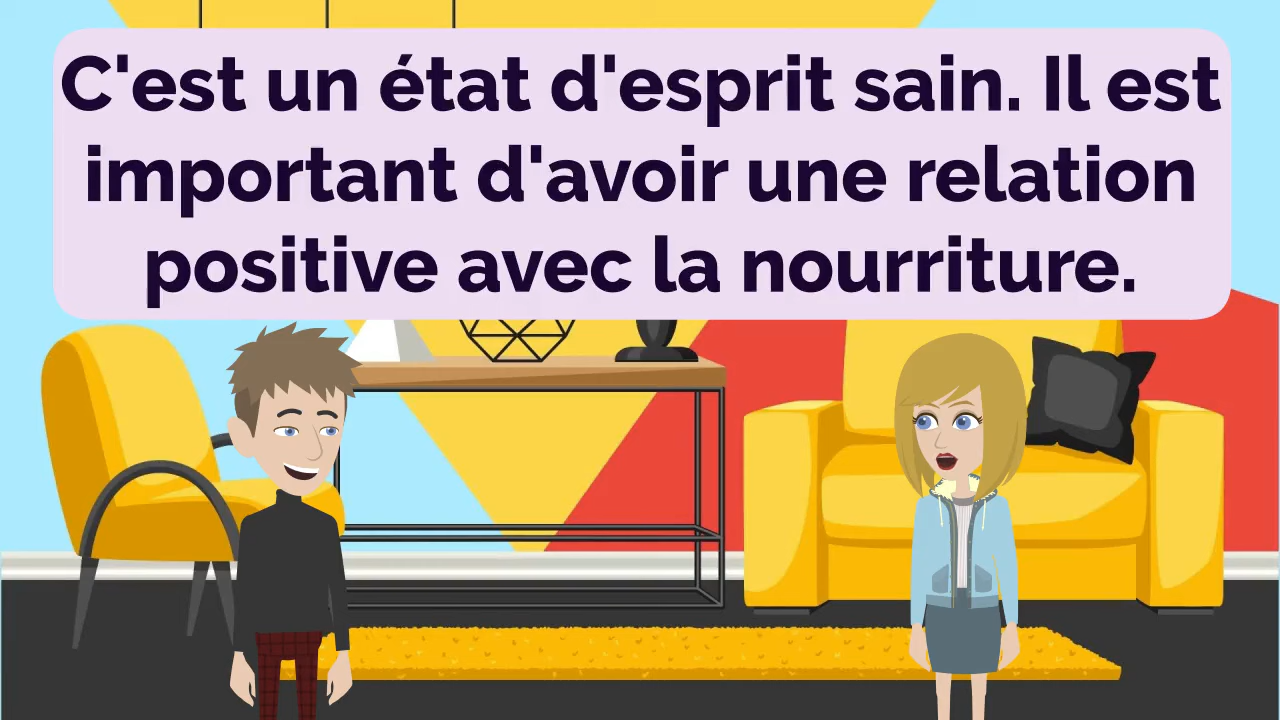 C'est un état d'esprit sain. Il est
important d'avoir une relation
positive avec la nourriture.